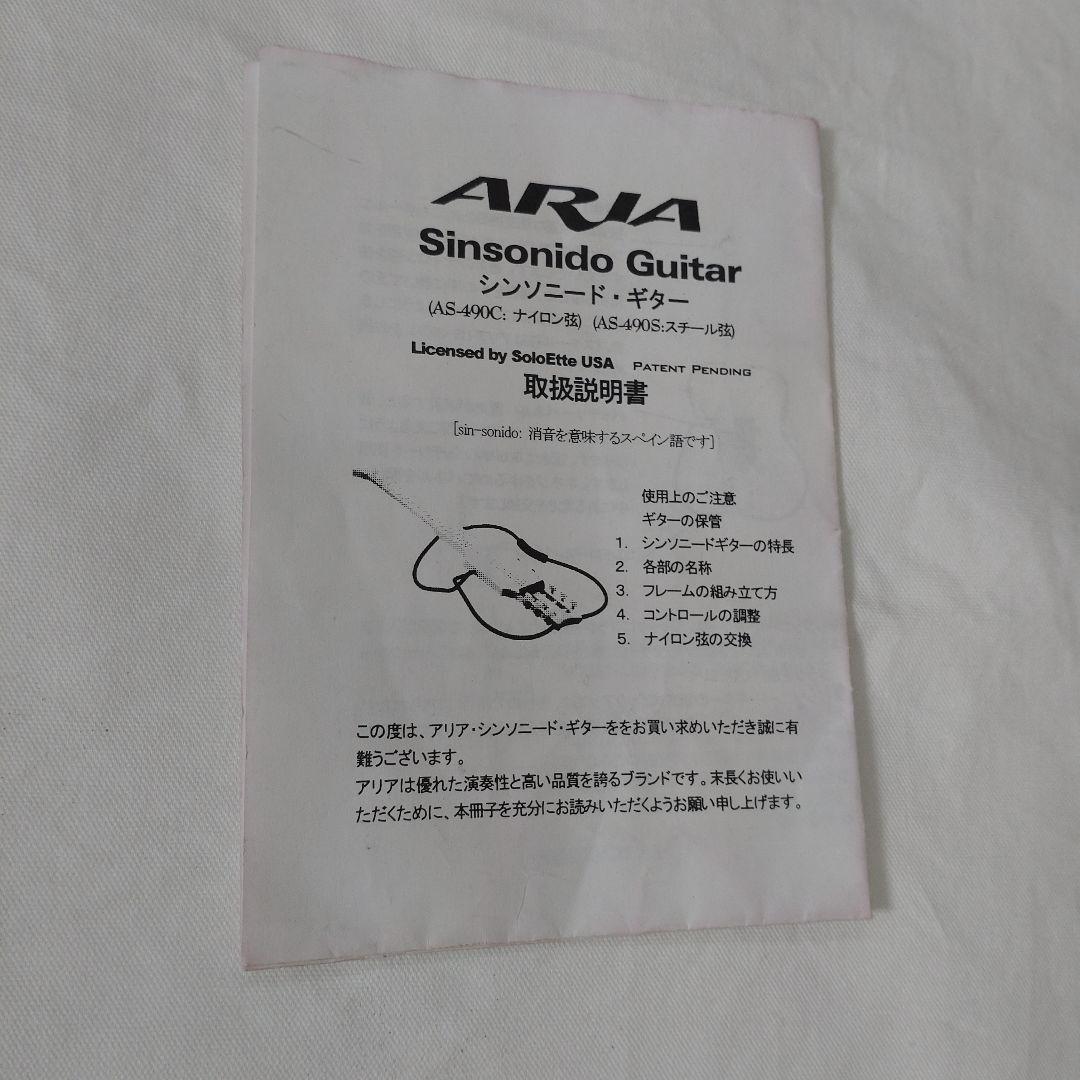 ARIA
Sinsonido Guitar
シンソニード・ギター
(AS-490C: ナイロン弦) (AS-490S:スチール弦)
Licensed by SoloEtte USA PATENT PENDING
取扱説明書
[sin-sonido: 消音を意味するスペイン語です]
使用上のご注意
ギターの保管
1. シンソニードギターの特長
2. 各部の名称
3. フレームの組み立て方
4. コントロールの調整
5. ナイロン弦の交換
この度は、アリア・シンソニード・ギターををお買い求めいただき誠に有
難うございます。
アリアは優れた演奏性と高い品質を誇るブランドです。末長くお使いい
ただくために、本冊子を充分にお読みいただくようお願い申し上げます。